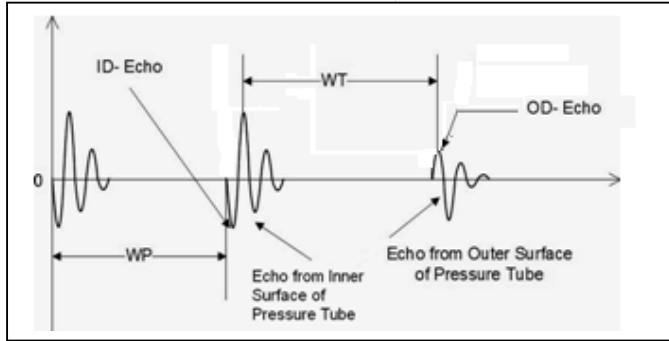 ID- Echo
WT
OD- Echo
0
WP
Echo from Inner
Surface of
Pressure Tube
Echo from Outer Surface
of Pressure Tube